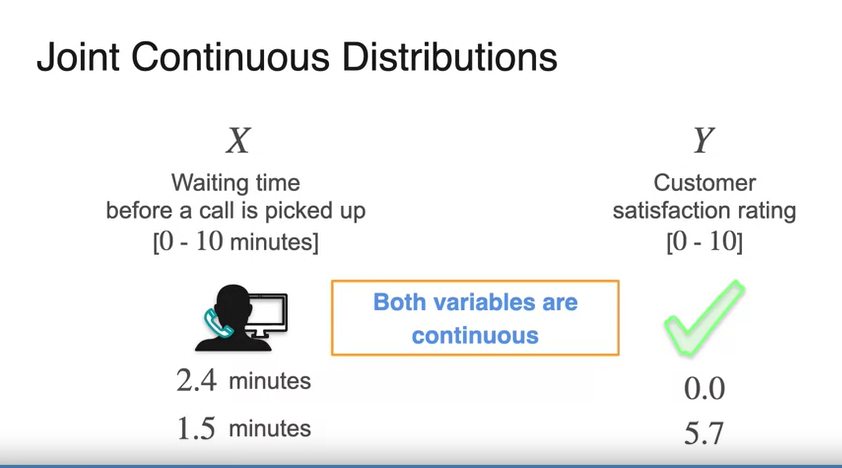 Joint Continuous Distributions
X
Waiting time
before a call is picked up
[0 - 10 minutes]
Y
Customer
satisfaction rating
[0 - 10]
Both variables are
continuous
2.4 minutes
0.0
1.5 minutes
5.7